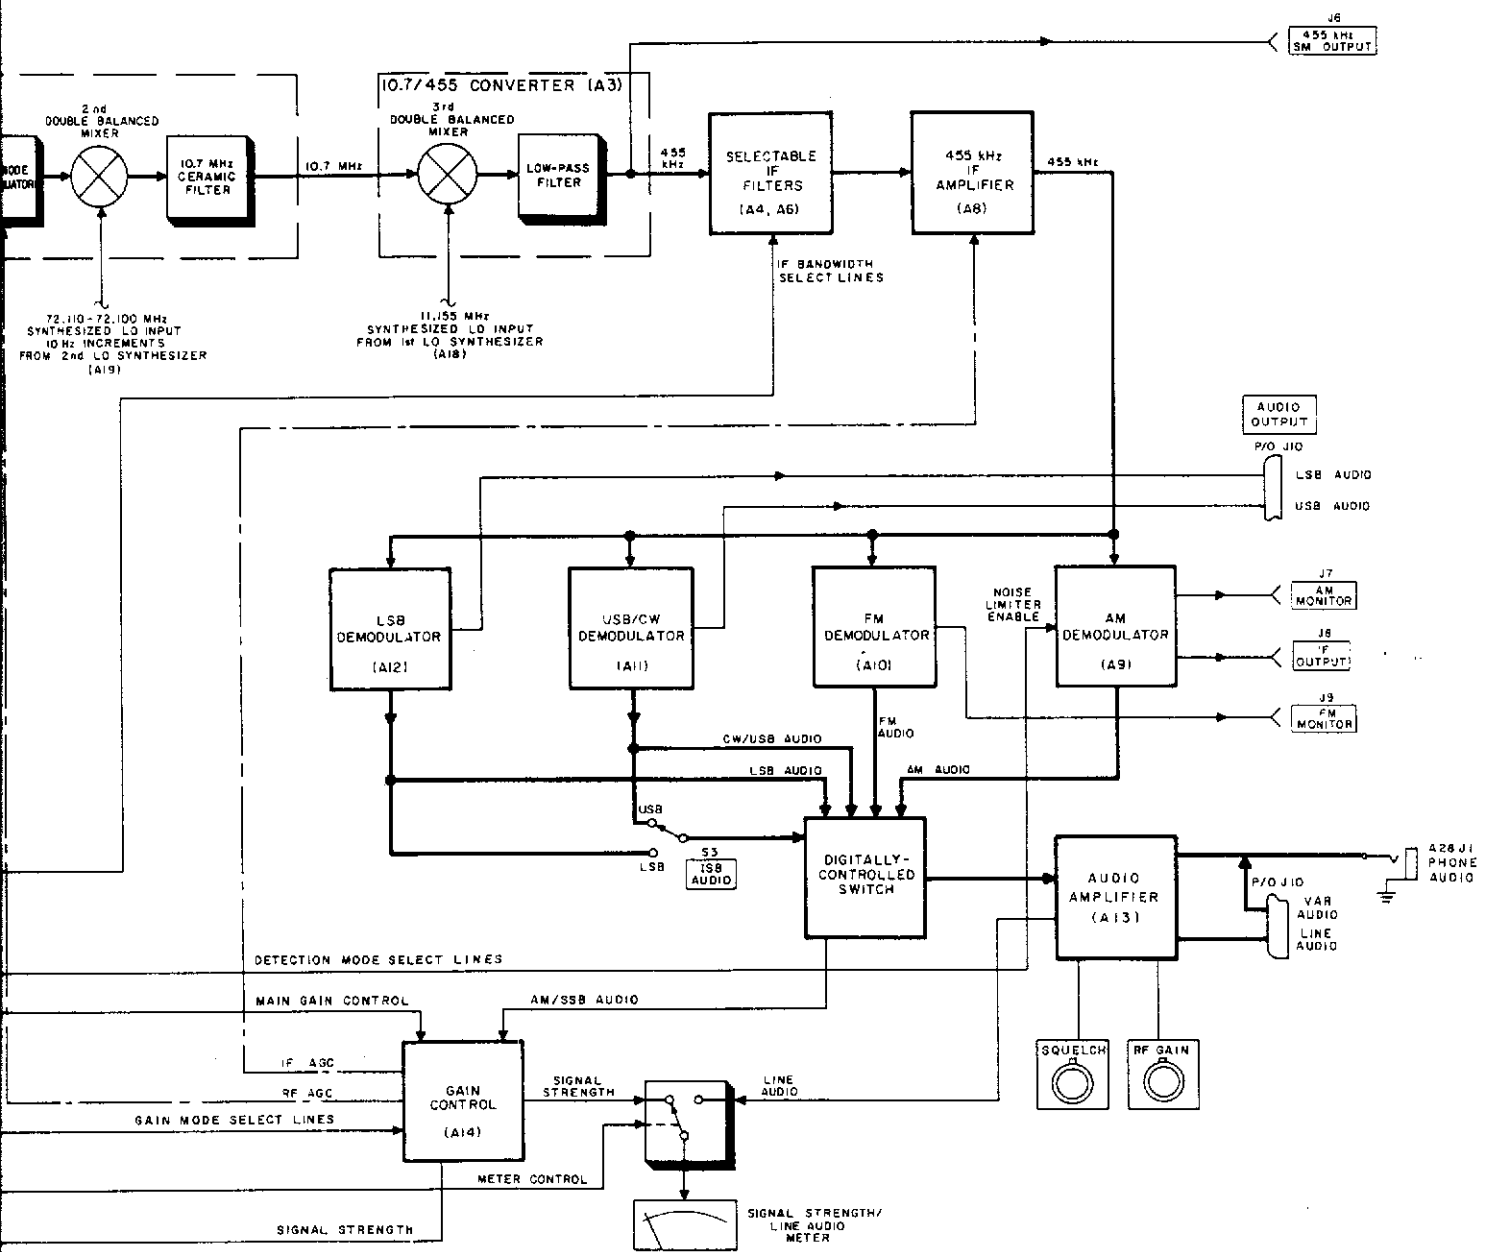 J6
455 kHz
SM OUTPUT
10.7/455 CONVERTER (A3)
2nd
DOUBLE BALANCED
MIXER
3rd
DOUBLE BALANCED
MIXER
10.7 MHz
CERAMIC
FILTER
10.7 MHz
LOW-PASS
FILTER
455
kHz
SELECTABLE
IF
FILTERS
(A4, A6)
455 kHz
IF
AMPLIFIER
(A8)
455 kHz
IF BANDWIDTH
SELECT LINES
72.110-72.100 MHz
SYNTHESIZED LO INPUT
10 Hz INCREMENTS
FROM 2nd LO SYNTHESIZER
(A19)
11.155 MHz
SYNTHESIZED LO INPUT
FROM 1st LO SYNTHESIZER
(A18)
AUDIO
OUTPUT
P/O J10
LSB AUDIO
USB AUDIO
LSB
DEMODULATOR
(A12)
USB/CW
DEMODULATOR
(A11)
FM
DEMODULATOR
(A10)
NOISE
LIMITER
ENABLE
AM
DEMODULATOR
(A9)
J7
AM
MONITOR
J8
IF
OUTPUT
J9
FM
MONITOR
FM
AUDIO
CW/USB AUDIO
LSB AUDIO
AM AUDIO
USB
LSB
S3
ISB
AUDIO
DIGITALLY-
CONTROLLED
SWITCH
AUDIO
AMPLIFIER
(A13)
A26J1
PHONE
AUDIO
P/O J10
VAR
AUDIO
LINE
AUDIO
DETECTION MODE SELECT LINES
MAIN GAIN CONTROL
AM/SSB AUDIO
SQUELCH
RF GAIN
IF AGC
RF AGC
GAIN MODE SELECT LINES
GAIN
CONTROL
(A14)
SIGNAL
STRENGTH
LINE
AUDIO
METER CONTROL
SIGNAL STRENGTH
SIGNAL STRENGTH/
LINE AUDIO
METER